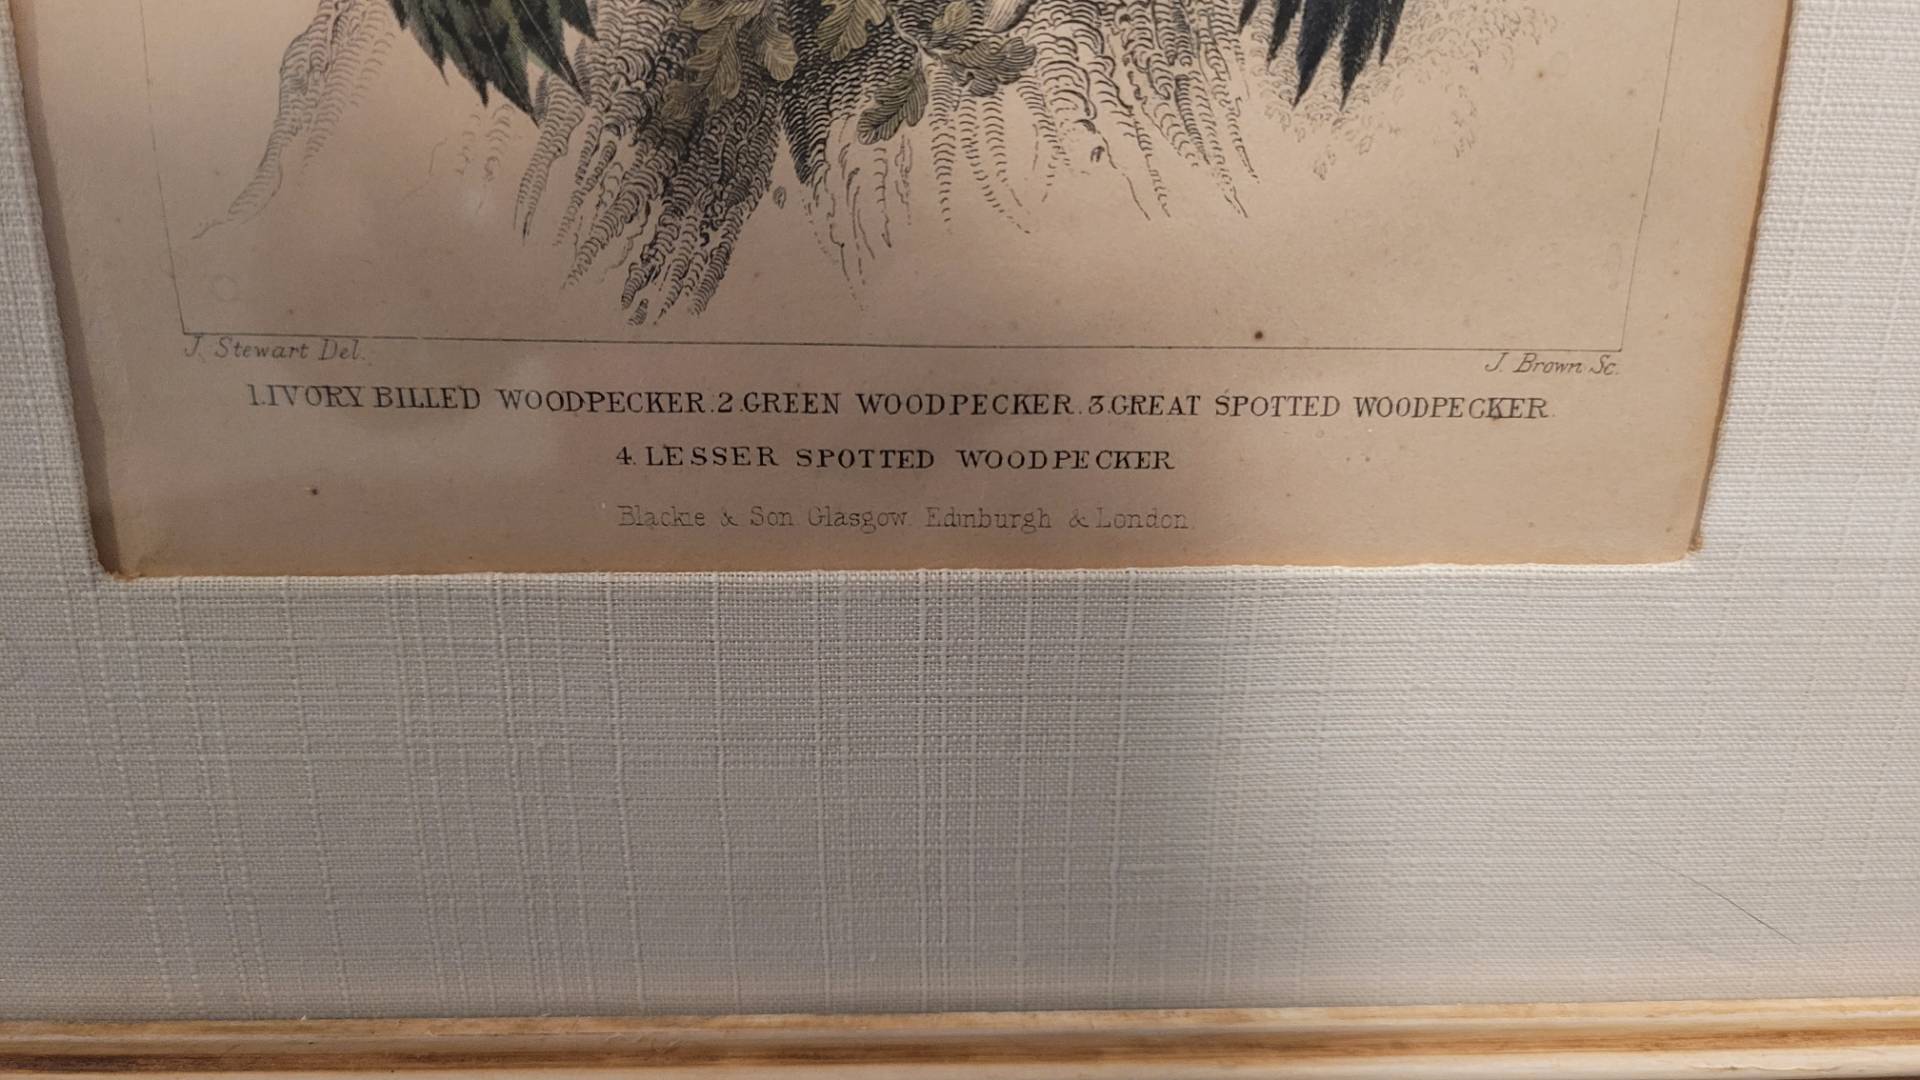 J. Stewart Del.
J. Brown Sc.
1.IVORY BILLED WOODPECKER.2.GREEN WOODPECKER.3.GREAT SPOTTED WOODPECKER.
4. LESSER SPOTTED WOODPECKER
Blackie & Son Glasgow Edinburgh & London.